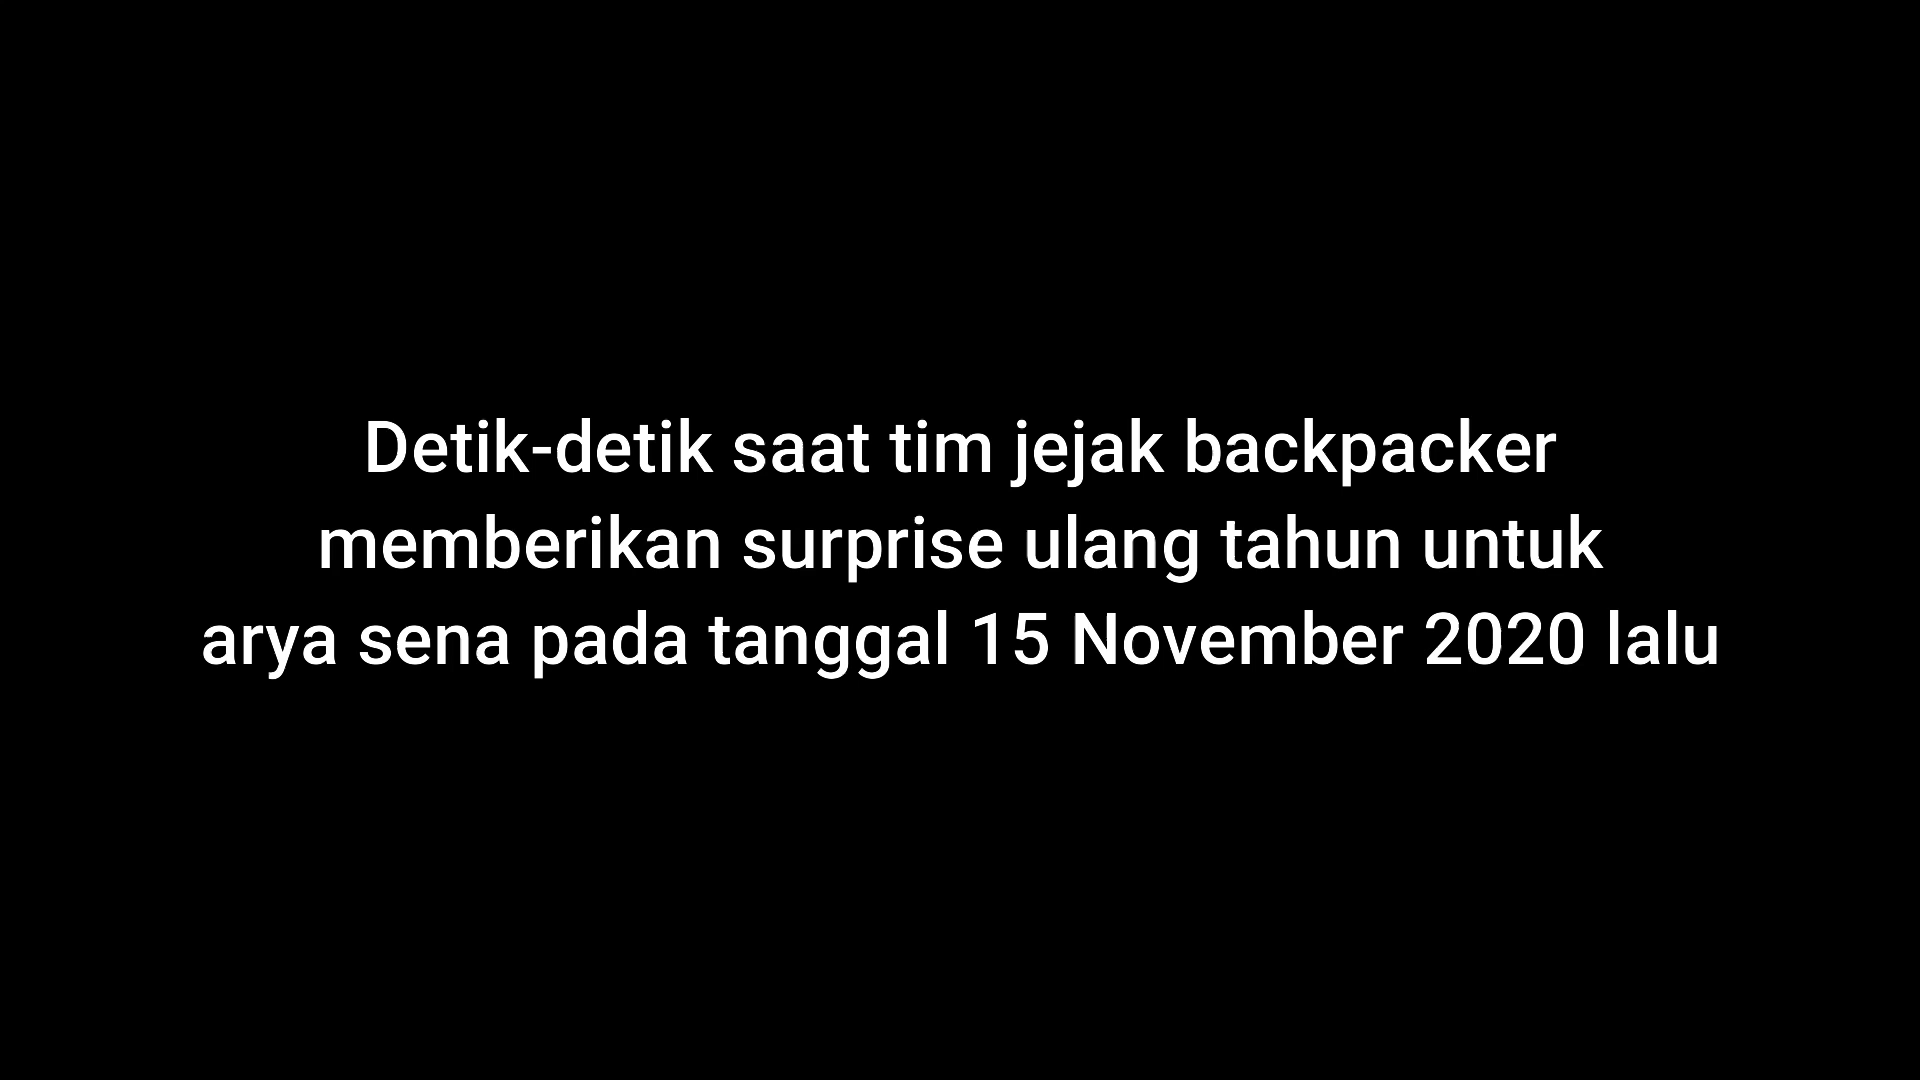 Detik-detik saat tim jejak backpacker
memberikan surprise ulang tahun untuk
arya sena pada tanggal 15 November 2020 lalu